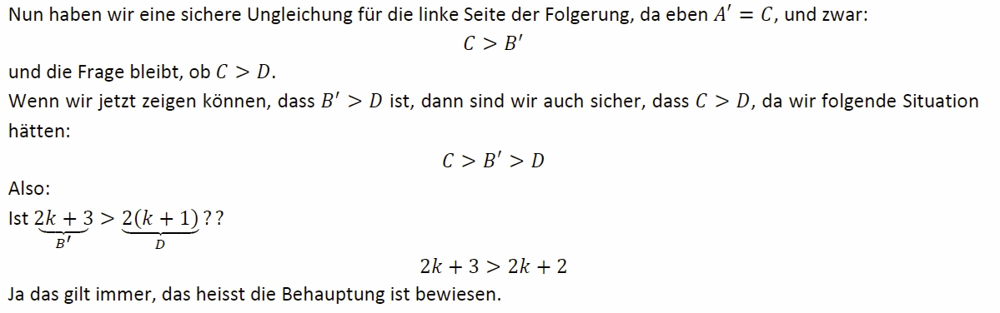 Nun haben wir eine sichere Ungleichung für die linke Seite der Folgerung, da eben A′ = C, und zwar:
C > B′
und die Frage bleibt, ob C > D.
Wenn wir jetzt zeigen können, dass B′ > D ist, dann sind wir auch sicher, dass C > D, da wir folgende Situation
hätten:
C > B′ > D
Also:
Ist 2k + 3 > 2(k + 1)??
B′ D
2k + 3 > 2k + 2
Ja das gilt immer, das heisst die Behauptung ist bewiesen.